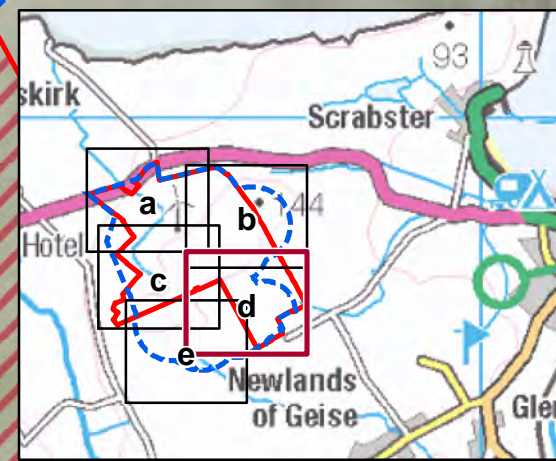 93
skirk
Scrabster
a
b
144
Hotel
c
d
e
Newlands
of Geise
Gle